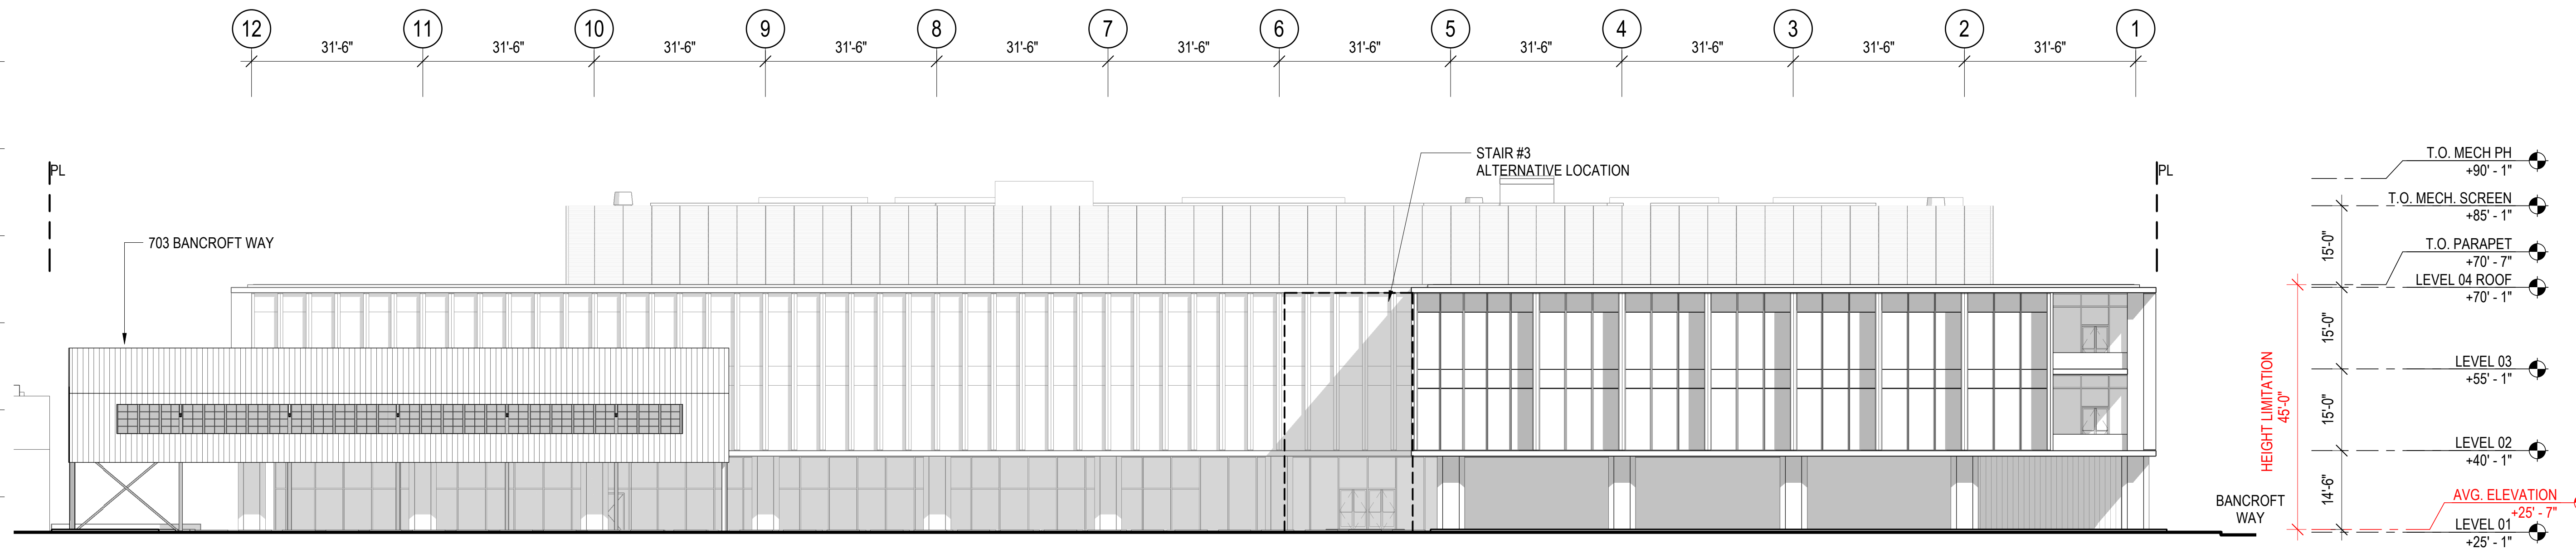 12 11 10 9 8 7 6 5 4 3 2 1
31'-6" 31'-6" 31'-6" 31'-6" 31'-6" 31'-6" 31'-6" 31'-6" 31'-6" 31'-6" 31'-6"
PL
703 BANCROFT WAY
STAIR #3
ALTERNATIVE LOCATION
PL
BANCROFT
WAY
HEIGHT LIMITATION
45'-0"
15'-0"
15'-0"
15'-0"
14'-6"
T.O. MECH PH
+90' - 1"
T.O. MECH. SCREEN
+85' - 1"
T.O. PARAPET
+70' - 7"
LEVEL 04 ROOF
+70' - 1"
LEVEL 03
+55' - 1"
LEVEL 02
+40' - 1"
AVG. ELEVATION
+25' - 7"
LEVEL 01
+25' - 1"